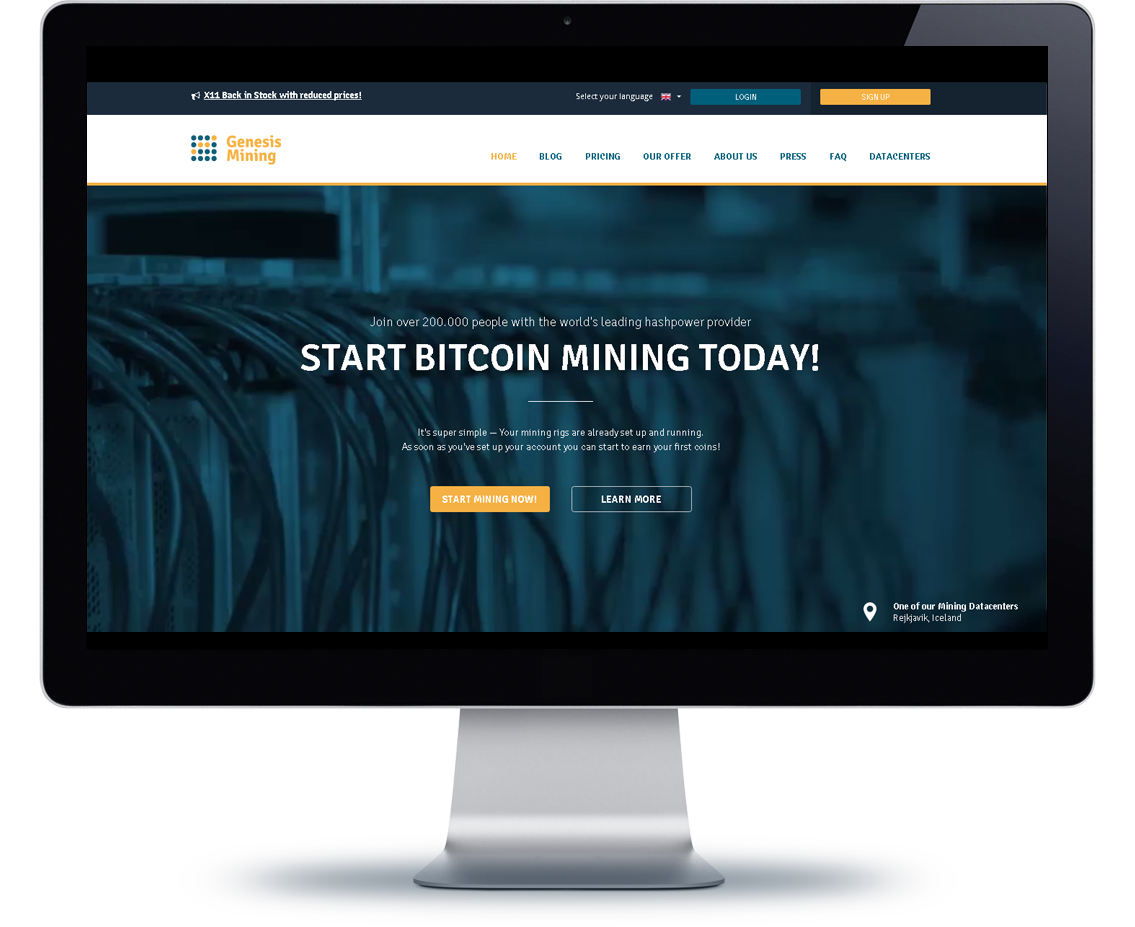 X11 Back in Stock with reduced prices!
Select your language
LOGIN
SIGN UP
Genesis
Mining
HOME
BLOG
PRICING
OUR OFFER
ABOUT US
PRESS
FAQ
DATACENTERS
Join over 200.000 people with the world's leading hashpower provider
START BITCOIN MINING TODAY!
It's super simple — Your mining rigs are already set up and running.
As soon as you've set up your account you can start to earn your first coins!
START MINING NOW!
LEARN MORE
One of our Mining Datacenters
Rejkjavik, Iceland